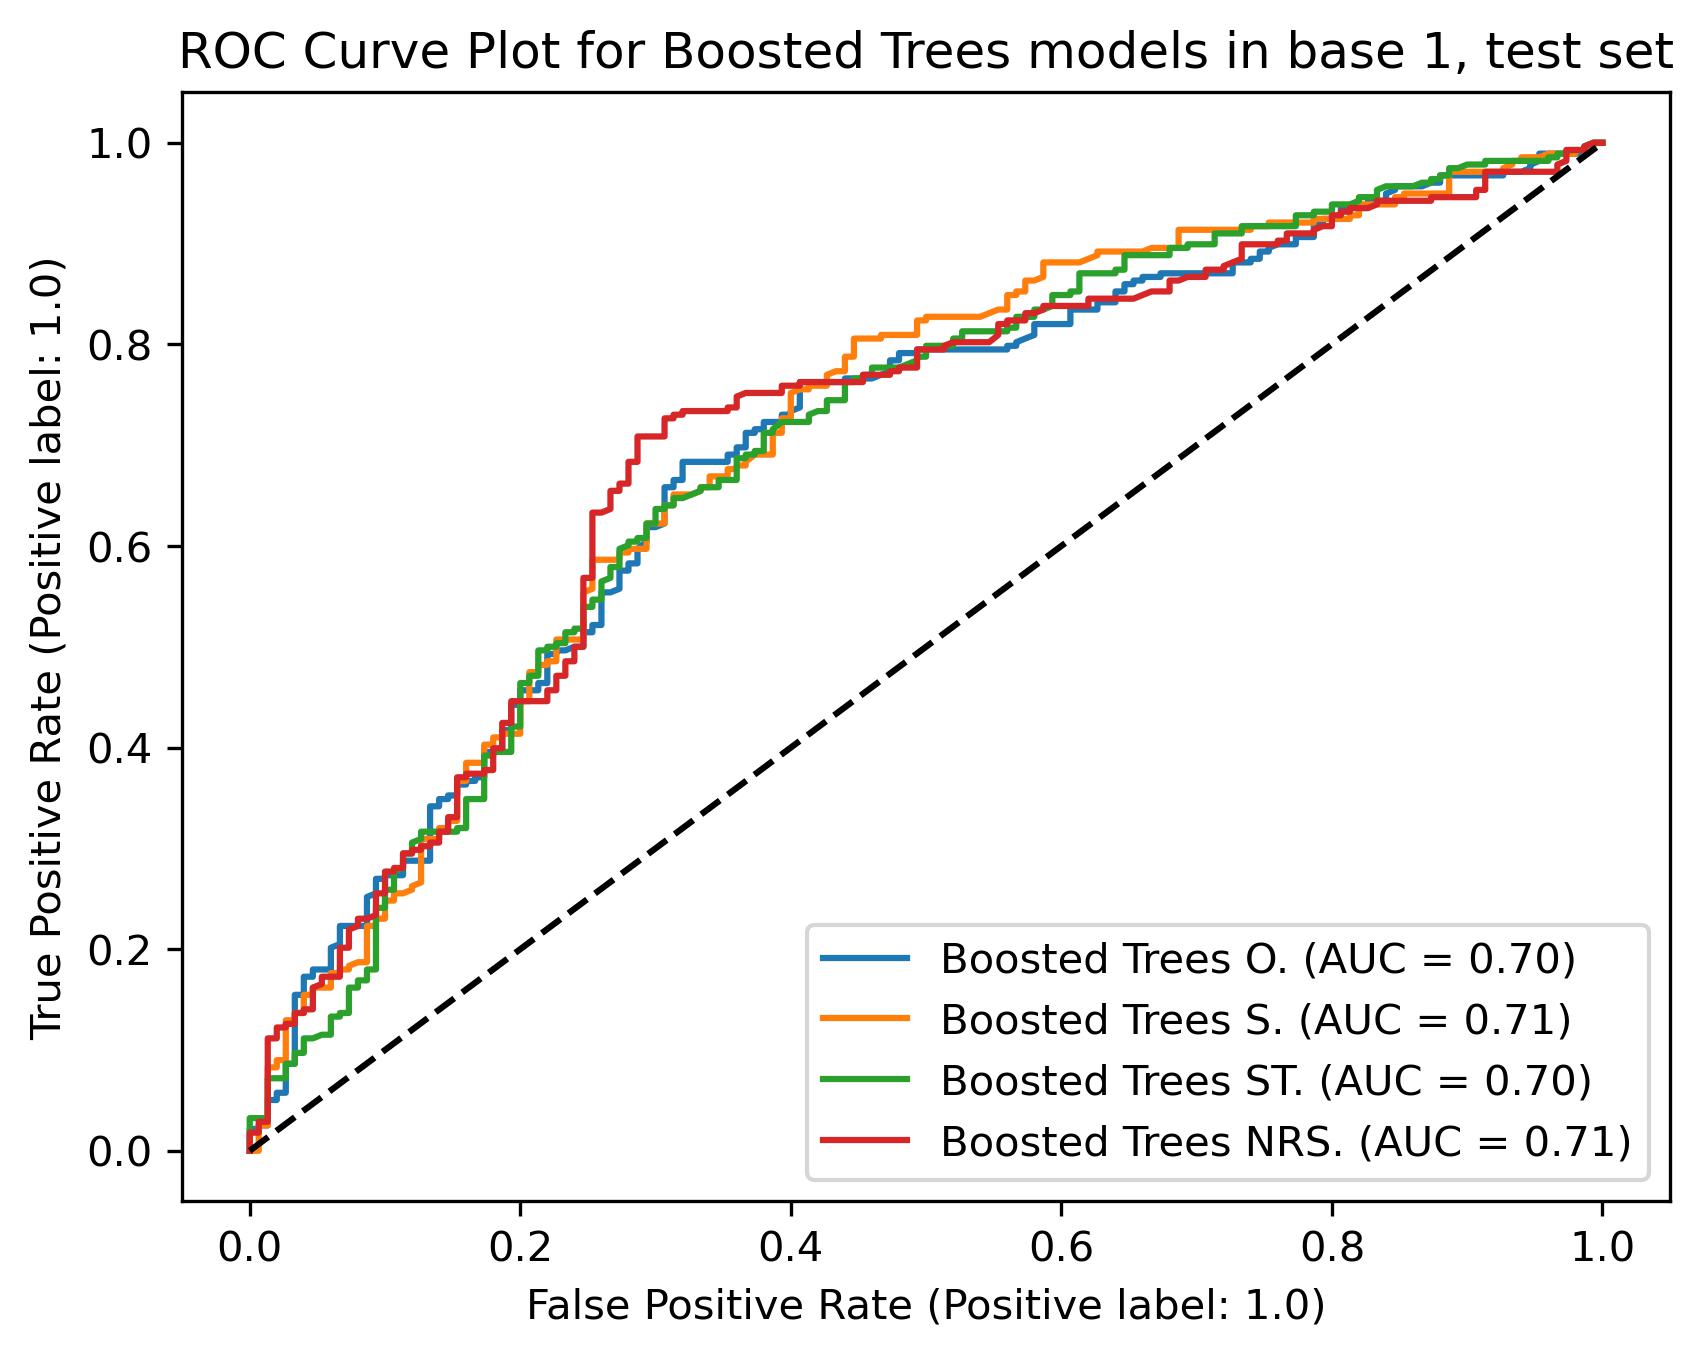 ROC Curve Plot for Boosted Trees models in base 1, test set
True Positive Rate (Positive label: 1.0)
1.0
0.8
0.6
0.4
0.2
0.0
Boosted Trees O. (AUC = 0.70)
Boosted Trees S. (AUC = 0.71)
Boosted Trees ST. (AUC = 0.70)
Boosted Trees NRS. (AUC = 0.71)
0.0 0.2 0.4 0.6 0.8 1.0
False Positive Rate (Positive label: 1.0)